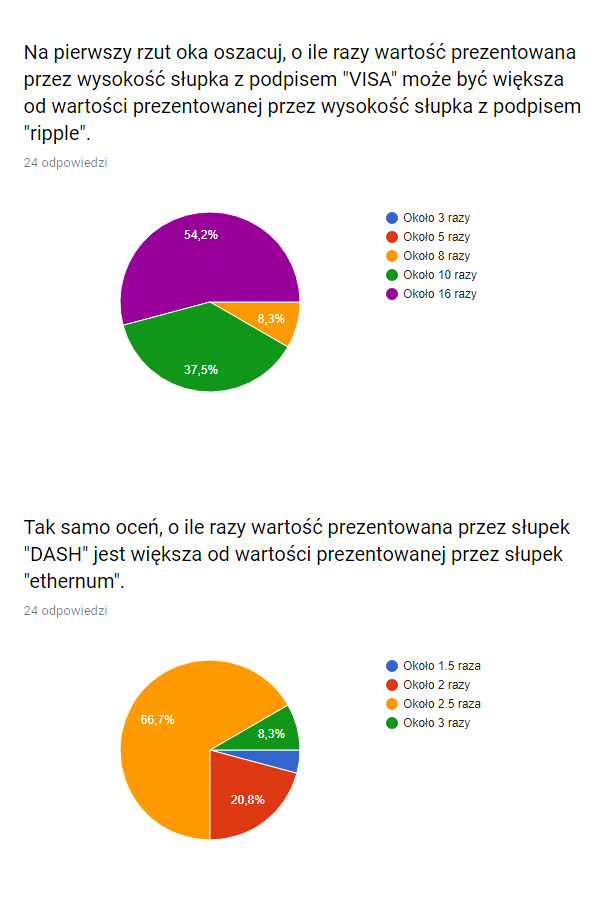 Na pierwszy rzut oka oszacuj, o ile razy wartość prezentowana
przez wysokość słupka z podpisem "VISA" może być większa
od wartości prezentowanej przez wysokość słupka z podpisem
"ripple".
24 odpowiedzi
54,2%
8,3%
37,5%
Około 3 razy
Około 5 razy
Około 8 razy
Około 10 razy
Około 16 razy
Tak samo oceń, o ile razy wartość prezentowana przez słupek
"DASH" jest większa od wartości prezentowanej przez słupek
"ethernum".
24 odpowiedzi
66,7%
8,3%
20,8%
Około 1.5 raza
Około 2 razy
Około 2.5 raza
Około 3 razy